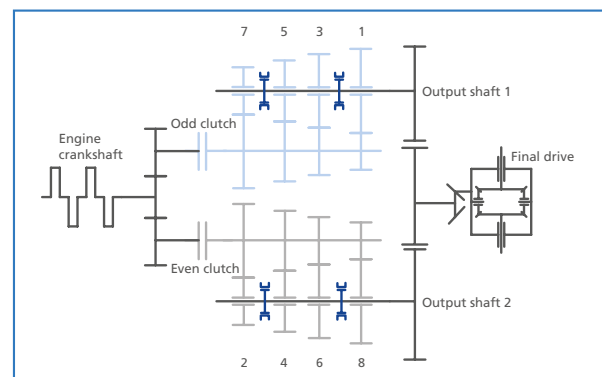 7 5 3 1
Output shaft 1
Odd clutch
Engine
crankshaft
Final drive
Even clutch
Output shaft 2
2 4 6 8